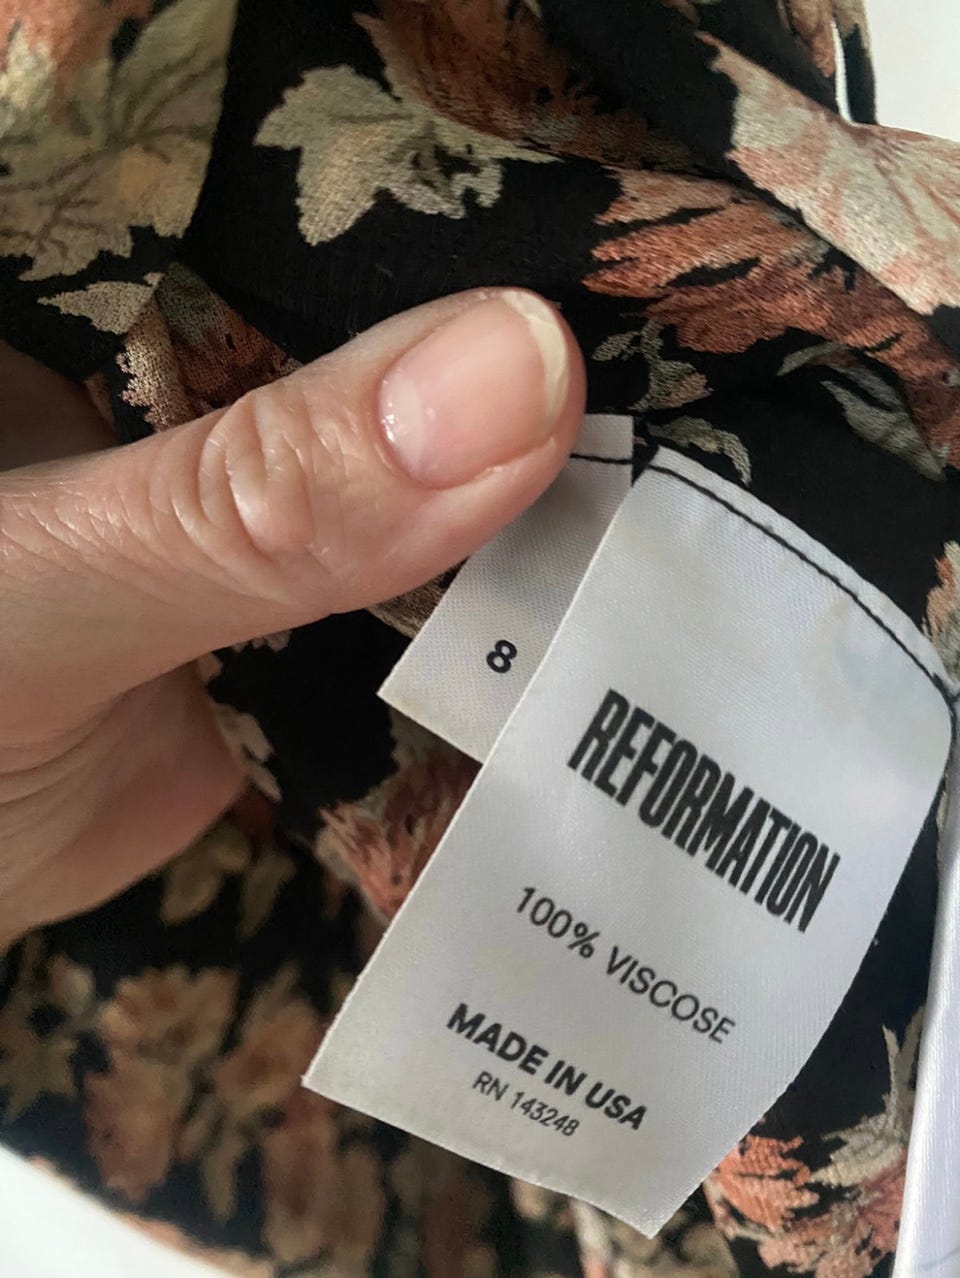 8
REFORMATION
100% VISCOSE
MADE IN USA
RN 143248